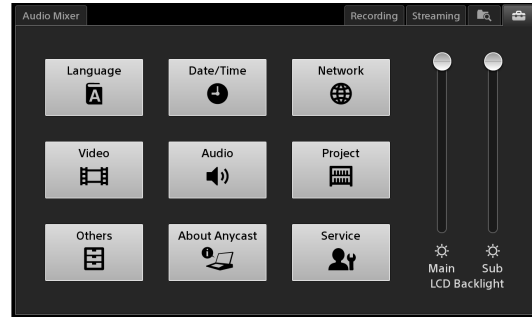 Audio Mixer
Recording
Streaming
Language
A
Date/Time
Network
Video
Audio
Project
Others
About Anycast
Service
Main
Sub
LCD Backlight